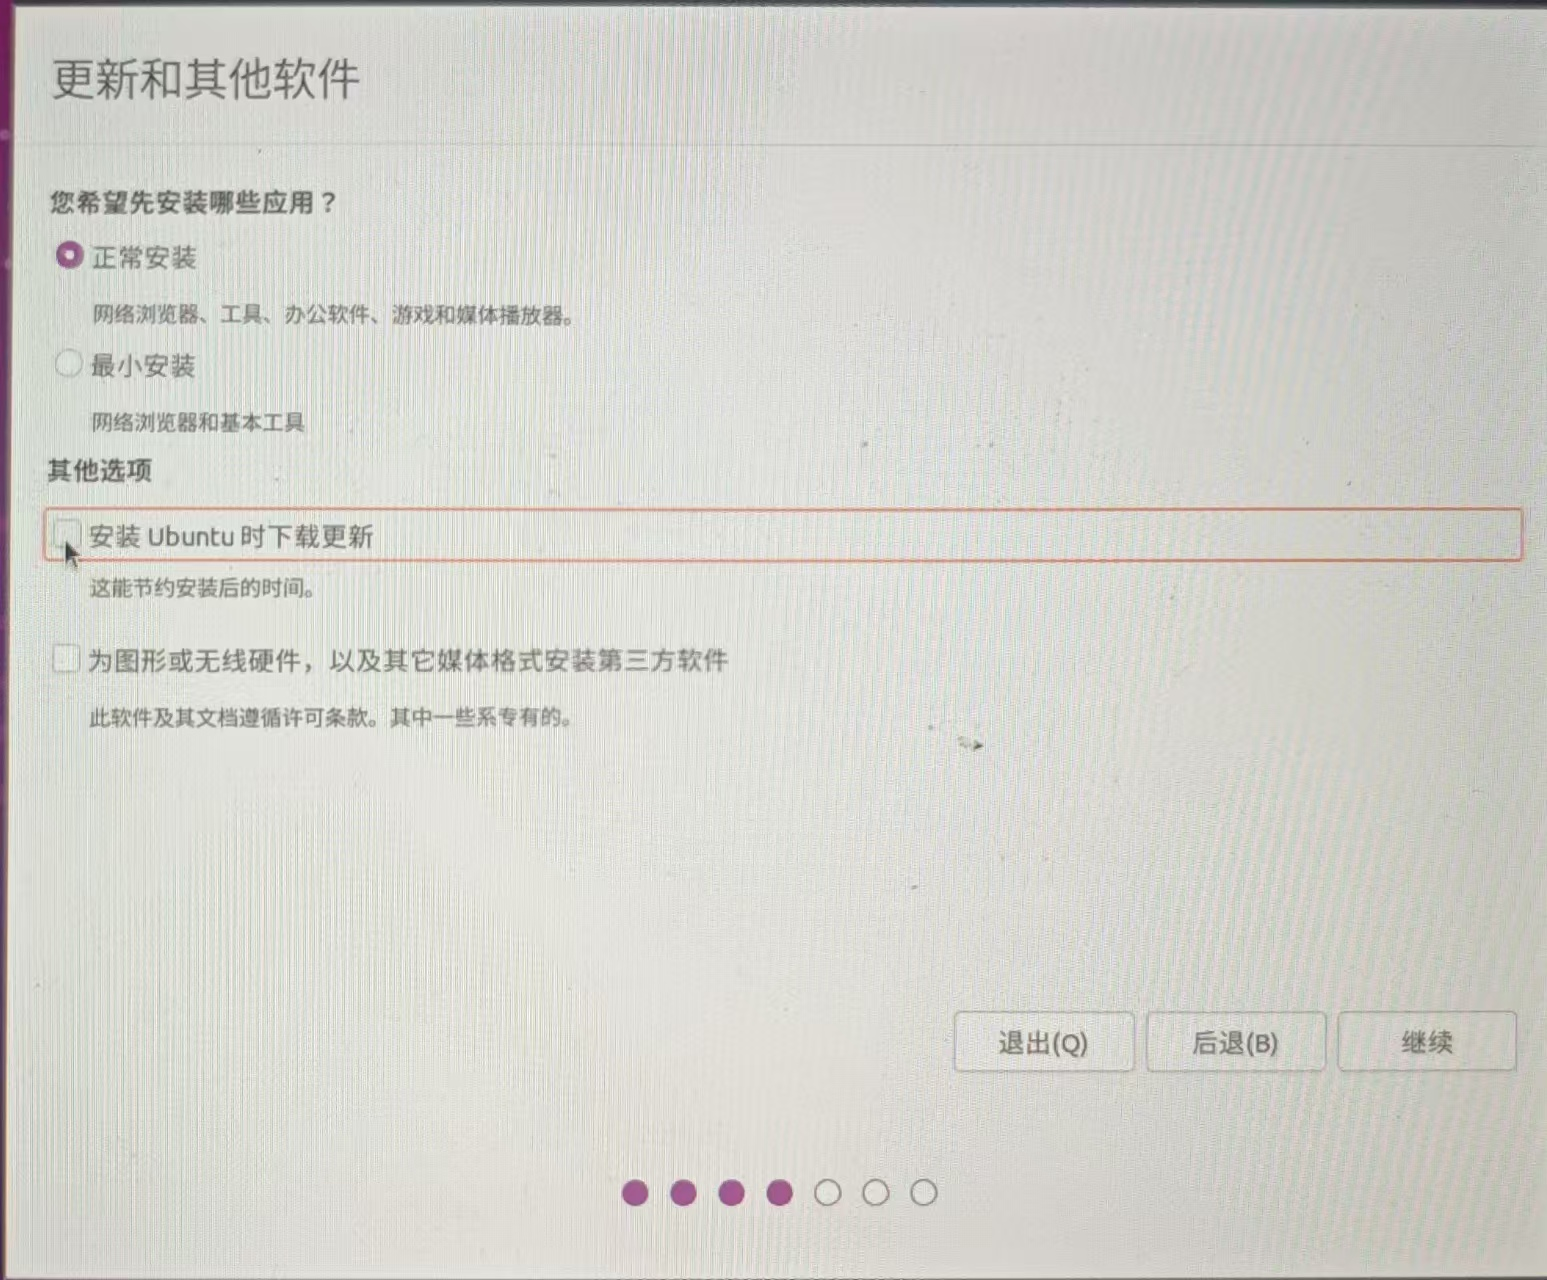 更新和其他软件
您希望先安装哪些应用？
正常安装
网络浏览器、工具、办公软件、游戏和媒体播放器。
最小安装
网络浏览器和基本工具
其他选项
安装 Ubuntu 时下载更新
这能节约安装后的时间。
为图形或无线硬件，以及其它媒体格式安装第三方软件
此软件及其文档遵循许可条款。其中一些系专有的。
退出(Q)
后退(B)
继续